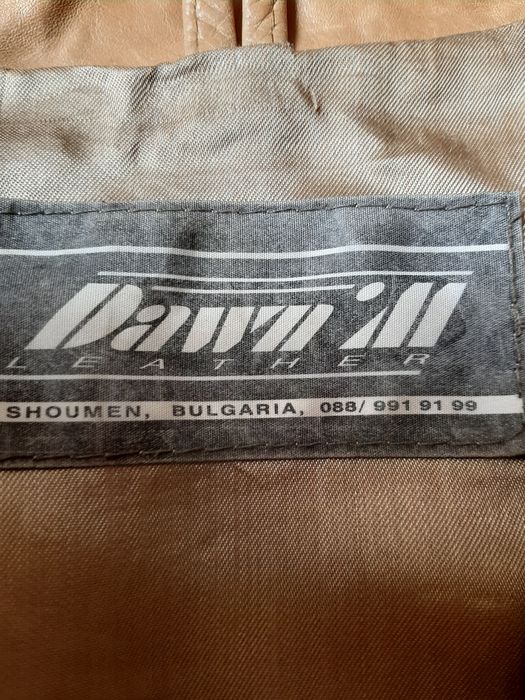 Dawn ill
LEATHER
SHOUMEN, BULGARIA, 088/ 991 91 99